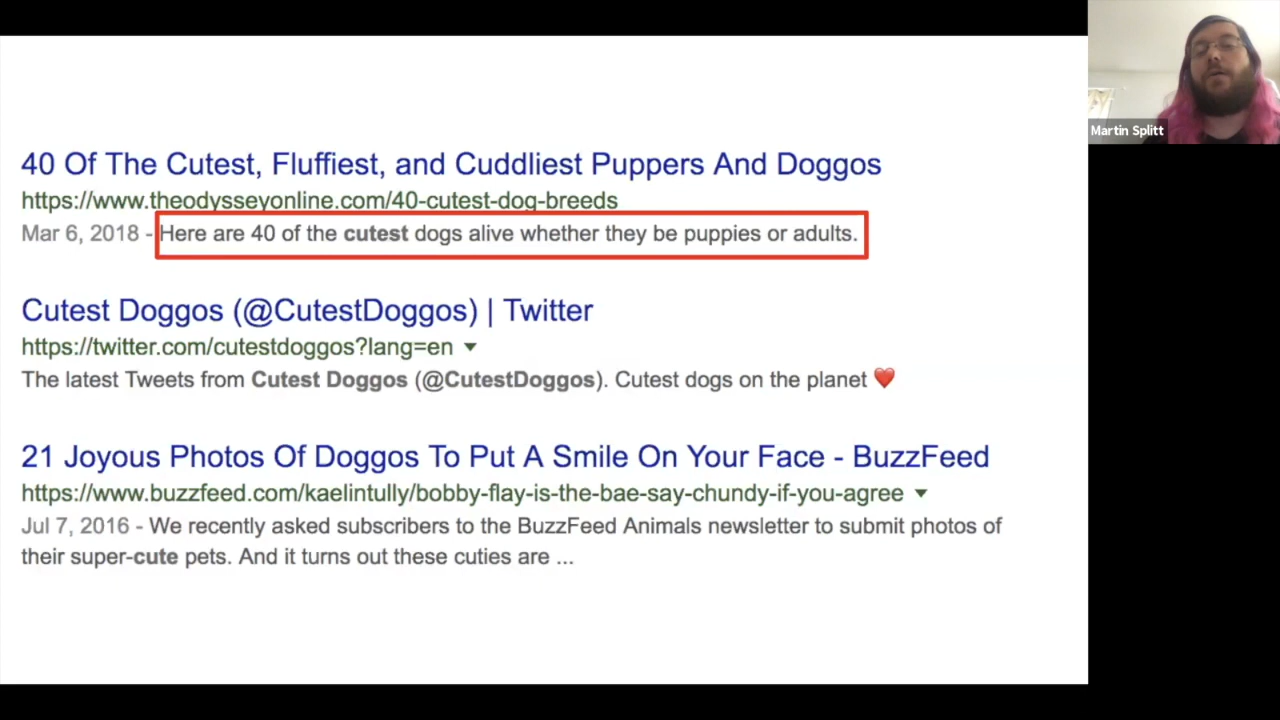 40 Of The Cutest, Fluffiest, and Cuddliest Puppers And Doggos
https://www.theodysseyonline.com/40-cutest-dog-breeds
Mar 6, 2018 - Here are 40 of the cutest dogs alive whether they be puppies or adults.
Cutest Doggos (@CutestDoggos) | Twitter
https://twitter.com/cutestdoggos?lang=en
The latest Tweets from Cutest Doggos (@CutestDoggos). Cutest dogs on the planet ❤️
21 Joyous Photos Of Doggos To Put A Smile On Your Face - BuzzFeed
https://www.buzzfeed.com/kaelintully/bobby-flay-is-the-bae-say-chundy-if-you-agree
Jul 7, 2016 - We recently asked subscribers to the BuzzFeed Animals newsletter to submit photos of
their super-cute pets. And it turns out these cuties are ...
Martin Splitt